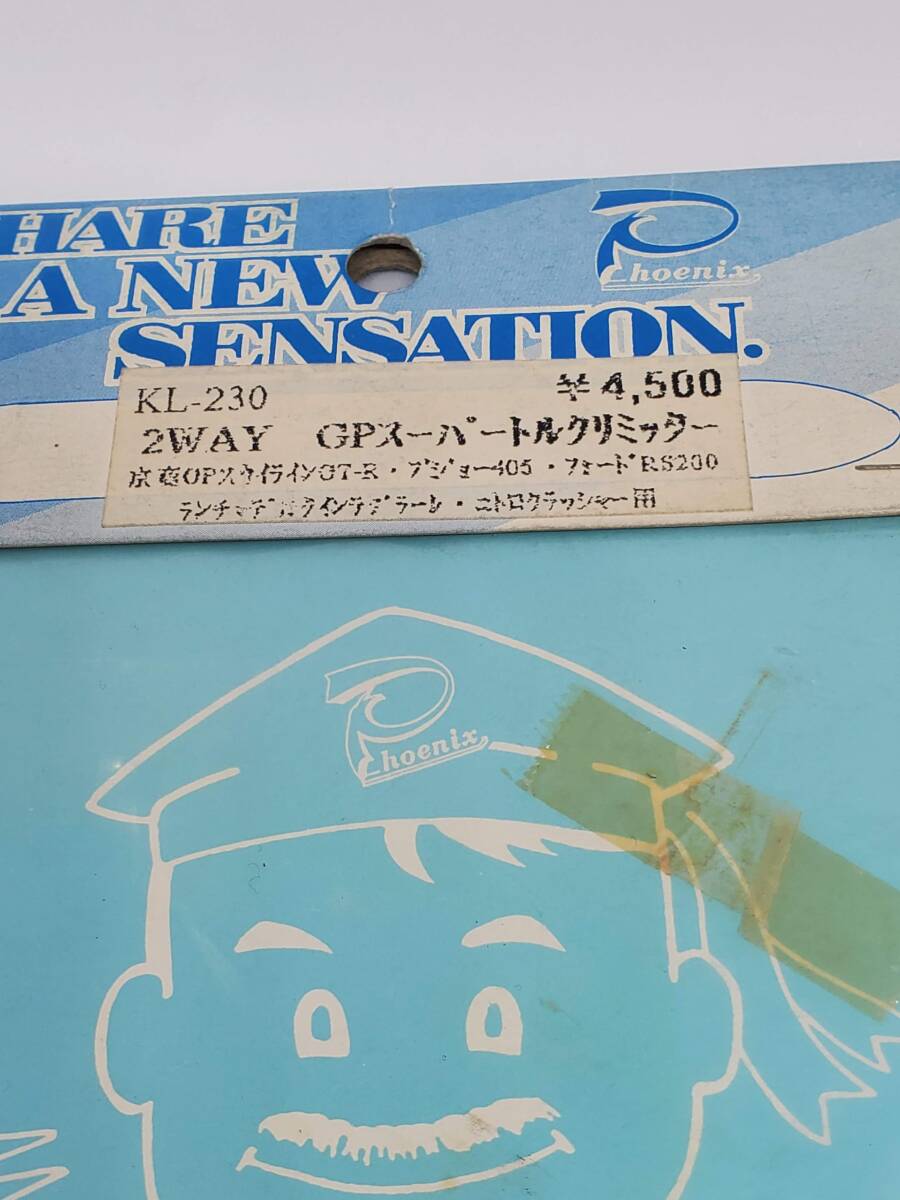 HARE
A NEW
SENSATION.
Phoenix
KL-230 ¥4,500
2WAY GPスーパートルクリミッター
京商OPスカイラインGT-R・プジョー405・フォードRS200
ランチャデルタインテグラーレ・ニトロクラッシャー用
Phoenix